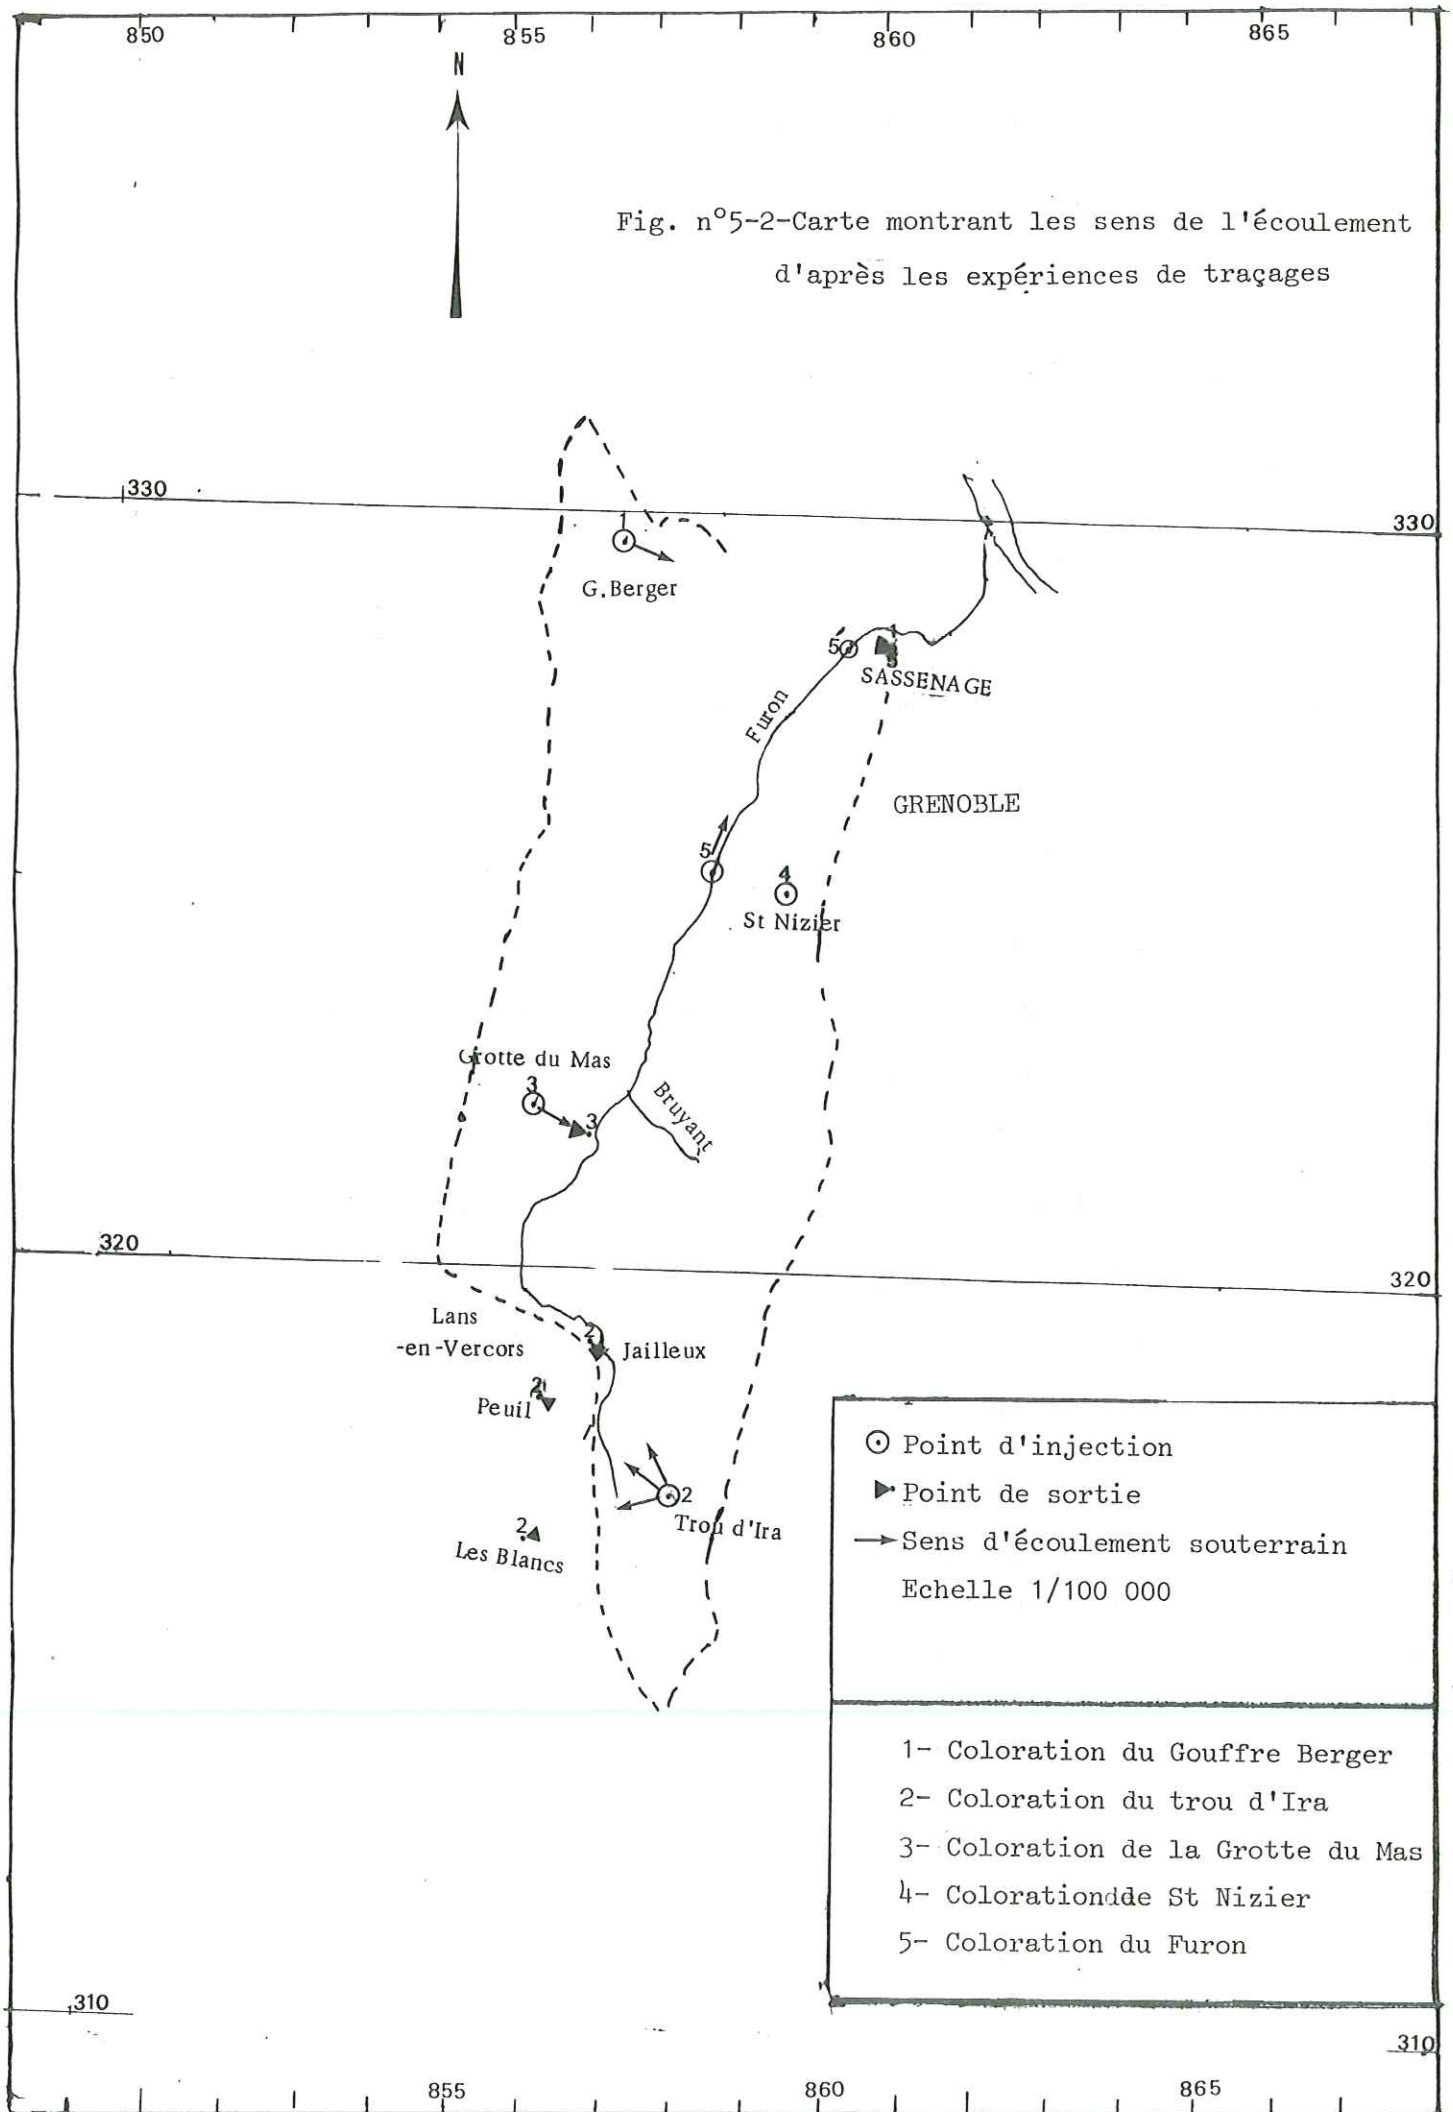 850
855
860
865
N
Fig. n°5-2-Carte montrant les sens de l'écoulement
d'après les expériences de traçages
330
330
1
G.Berger
5
1
SASSENAGE
Furon
GRENOBLE
5
4
St Nizier
Grotte du Mas
3
3
Bruyant
320
320
Lans
-en-Vercors
2
Jailleux
2
Peuil
2
Trou d'Ira
2
Les Blancs
Point d'injection
Point de sortie
Sens d'écoulement souterrain
Echelle 1/100 000
1- Coloration du Gouffre Berger
2- Coloration du trou d'Ira
3- Coloration de la Grotte du Mas
4- Colorationdde St Nizier
5- Coloration du Furon
310
310
855
860
865